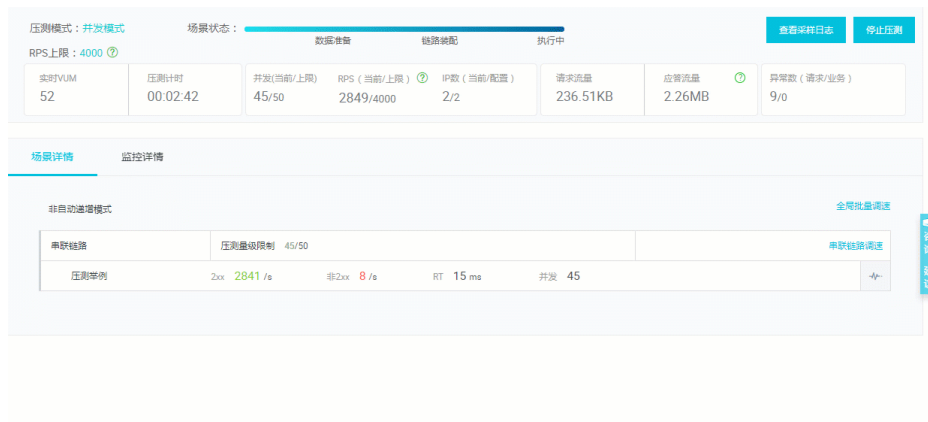 压测模式：并发模式 场景状态： 查看采样日志 停止压测
数据准备 链路装配 执行中
RPS上限：4000 ?
实时VUM 压测计时 并发(当前/上限) RPS（当前/上限） ? IP数（当前/配置） 请求流量 应答流量 ? 异常数（请求/业务）
52 00:02:42 45/50 2849/4000 2/2 236.51KB 2.26MB 9/0
场景详情 监控详情
非自动递增模式 全局批量调速
串联链路 压测量级限制 45/50 串联链路调速
压测举例 2xx 2841 /s 非2xx 8 /s RT 15 ms 并发 45